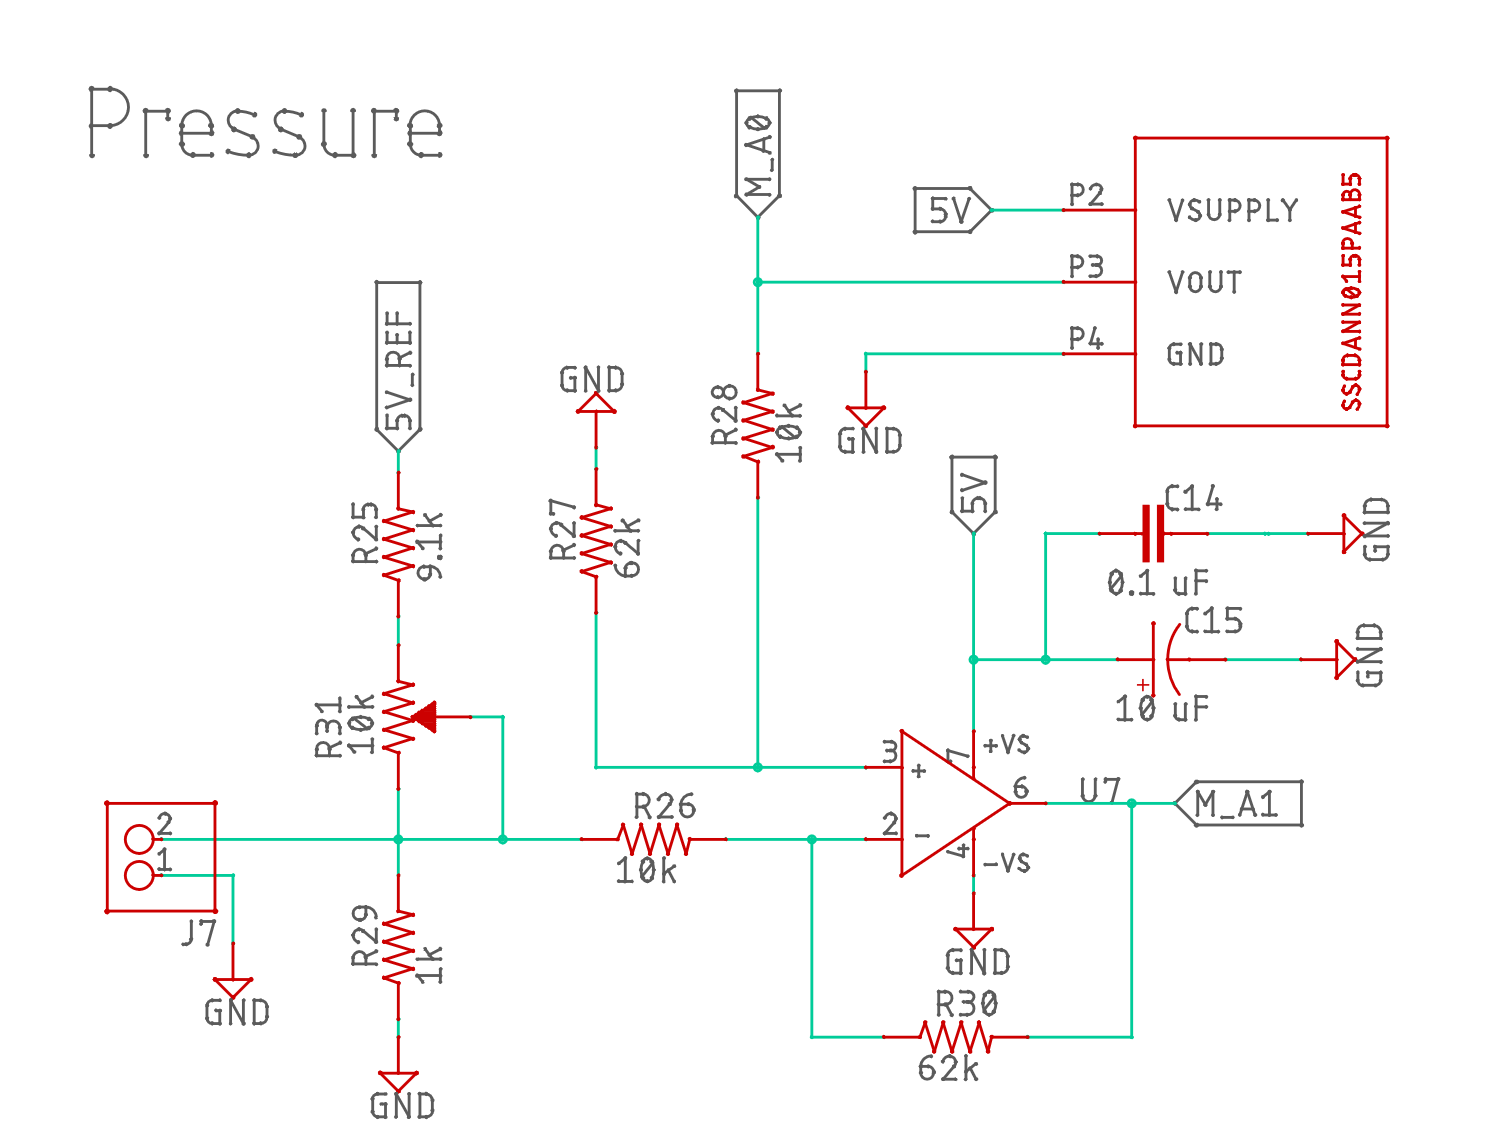 Pressure
M_A0
5V
P2
VSUPPLY
P3
VOUT
P4
GND
SSCDANN015PAAB5
GND
5V_REF
R25
9.1k
GND
R27
62k
R28
10k
5V
C14
0.1 uF
GND
C15
+
10 uF
GND
R31
10k
3
+
7
+VS
6
U7
M_A1
2
-
4
-VS
GND
R26
10k
2
1
J7
GND
R29
1k
GND
R30
62k